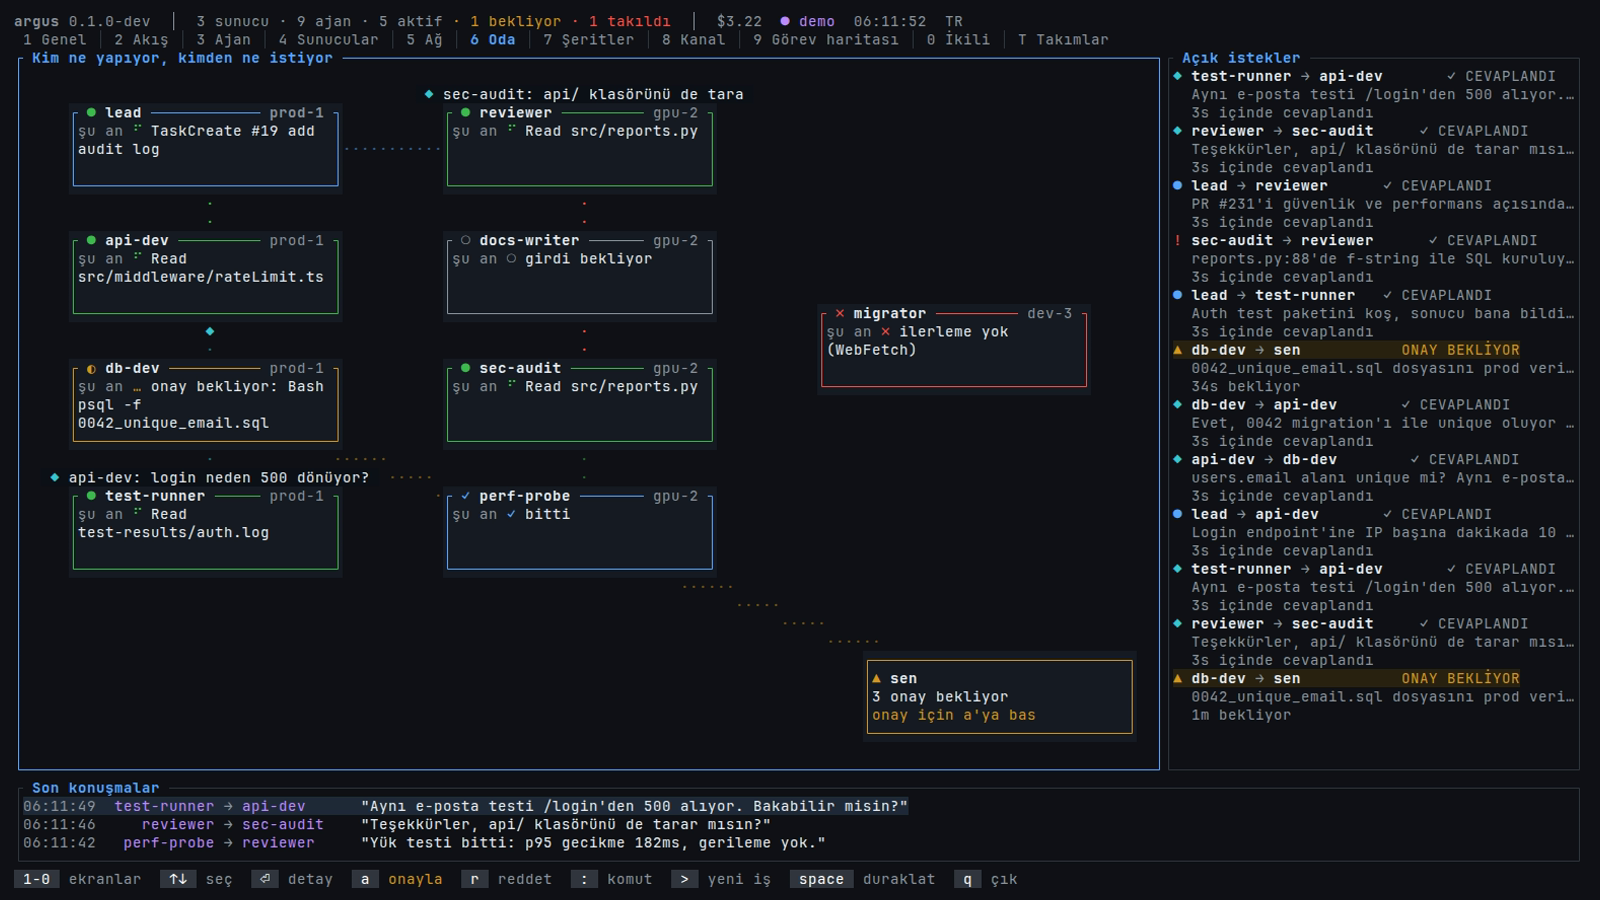 argus 0.1.0-dev │ 3 sunucu · 9 ajan · 5 aktif · 1 bekliyor · 1 takıldı │ $3.22 ● demo 06:11:52 TR
1 Genel │ 2 Akış │ 3 Ajan │ 4 Sunucular │ 5 Ağ │ 6 Oda │ 7 Şeritler │ 8 Kanal │ 9 Görev haritası │ 0 İkili │ T Takımlar
Kim ne yapıyor, kimden ne istiyor
◆ sec-audit: api/ klasörünü de tara
● lead prod-1
şu an TaskCreate #19 add
audit log
● reviewer gpu-2
şu an Read src/reports.py
● api-dev prod-1
şu an Read
src/middleware/rateLimit.ts
○ docs-writer gpu-2
şu an ○ girdi bekliyor
✕ migrator dev-3
şu an ✕ ilerleme yok
(WebFetch)
◐ db-dev prod-1
şu an … onay bekliyor: Bash
psql -f
0042_unique_email.sql
● sec-audit gpu-2
şu an Read src/reports.py
◆ api-dev: login neden 500 dönüyor?
● test-runner prod-1
şu an Read
test-results/auth.log
✓ perf-probe gpu-2
şu an ✓ bitti
▲ sen
3 onay bekliyor
onay için a'ya bas
Açık istekler
◆ test-runner → api-dev ✓ CEVAPLANDI
Aynı e-posta testi /login'den 500 alıyor.…
3s içinde cevaplandı
◆ reviewer → sec-audit ✓ CEVAPLANDI
Teşekkürler, api/ klasörünü de tarar mısı…
3s içinde cevaplandı
● lead → reviewer ✓ CEVAPLANDI
PR #231'i güvenlik ve performans açısında…
3s içinde cevaplandı
! sec-audit → reviewer ✓ CEVAPLANDI
reports.py:88'de f-string ile SQL kuruluy…
3s içinde cevaplandı
● lead → test-runner ✓ CEVAPLANDI
Auth test paketini koş, sonucu bana bildi…
3s içinde cevaplandı
▲ db-dev → sen ONAY BEKLİYOR
0042_unique_email.sql dosyasını prod veri…
34s bekliyor
◆ db-dev → api-dev ✓ CEVAPLANDI
Evet, 0042 migration'ı ile unique oluyor …
3s içinde cevaplandı
◆ api-dev → db-dev ✓ CEVAPLANDI
users.email alanı unique mi? Aynı e-posta…
3s içinde cevaplandı
● lead → api-dev ✓ CEVAPLANDI
Login endpoint'ine IP başına dakikada 10 …
3s içinde cevaplandı
◆ test-runner → api-dev ✓ CEVAPLANDI
Aynı e-posta testi /login'den 500 alıyor.…
3s içinde cevaplandı
◆ reviewer → sec-audit ✓ CEVAPLANDI
Teşekkürler, api/ klasörünü de tarar mısı…
3s içinde cevaplandı
▲ db-dev → sen ONAY BEKLİYOR
0042_unique_email.sql dosyasını prod veri…
1m bekliyor
Son konuşmalar
06:11:49 test-runner → api-dev "Aynı e-posta testi /login'den 500 alıyor. Bakabilir misin?"
06:11:46 reviewer → sec-audit "Teşekkürler, api/ klasörünü de tarar mısın?"
06:11:42 perf-probe → reviewer "Yük testi bitti: p95 gecikme 182ms, gerileme yok."
1-0 ekranlar ↑↓ seç ⏎ detay a onayla r reddet : komut > yeni iş space duraklat q çık